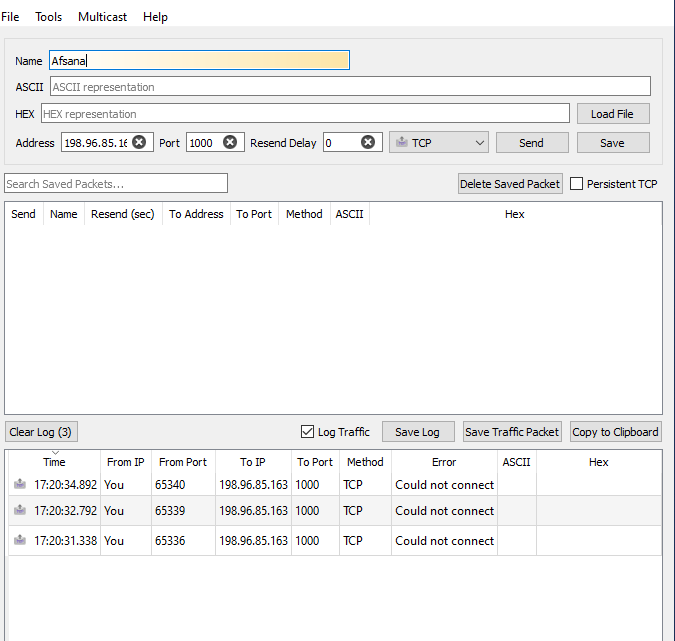 File Tools Multicast Help
Name Afsana
ASCII ASCII representation
HEX HEX representation Load File
Address 198.96.85.16 Port 1000 Resend Delay 0 TCP Send Save
Search Saved Packets... Delete Saved Packet Persistent TCP
Send Name Resend (sec) To Address To Port Method ASCII Hex
Clear Log (3) Log Traffic Save Log Save Traffic Packet Copy to Clipboard
Time From IP From Port To IP To Port Method Error ASCII Hex
17:20:34.892 You 65340 198.96.85.163 1000 TCP Could not connect
17:20:32.792 You 65339 198.96.85.163 1000 TCP Could not connect
17:20:31.338 You 65336 198.96.85.163 1000 TCP Could not connect